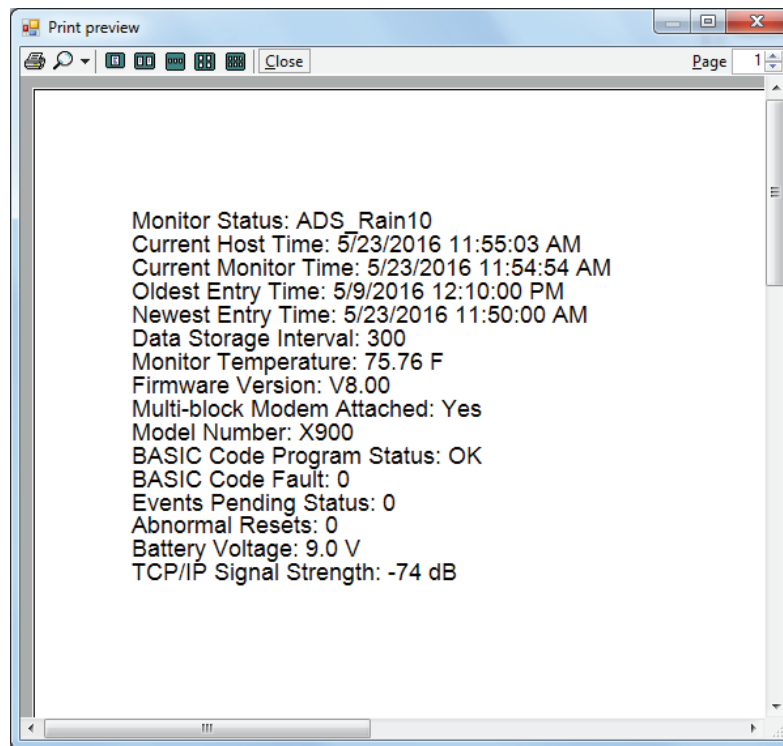 Print preview
Close
Page 1
Monitor Status: ADS_Rain10
Current Host Time: 5/23/2016 11:55:03 AM
Current Monitor Time: 5/23/2016 11:54:54 AM
Oldest Entry Time: 5/9/2016 12:10:00 PM
Newest Entry Time: 5/23/2016 11:50:00 AM
Data Storage Interval: 300
Monitor Temperature: 75.76 F
Firmware Version: V8.00
Multi-block Modem Attached: Yes
Model Number: X900
BASIC Code Program Status: OK
BASIC Code Fault: 0
Events Pending Status: 0
Abnormal Resets: 0
Battery Voltage: 9.0 V
TCP/IP Signal Strength: -74 dB